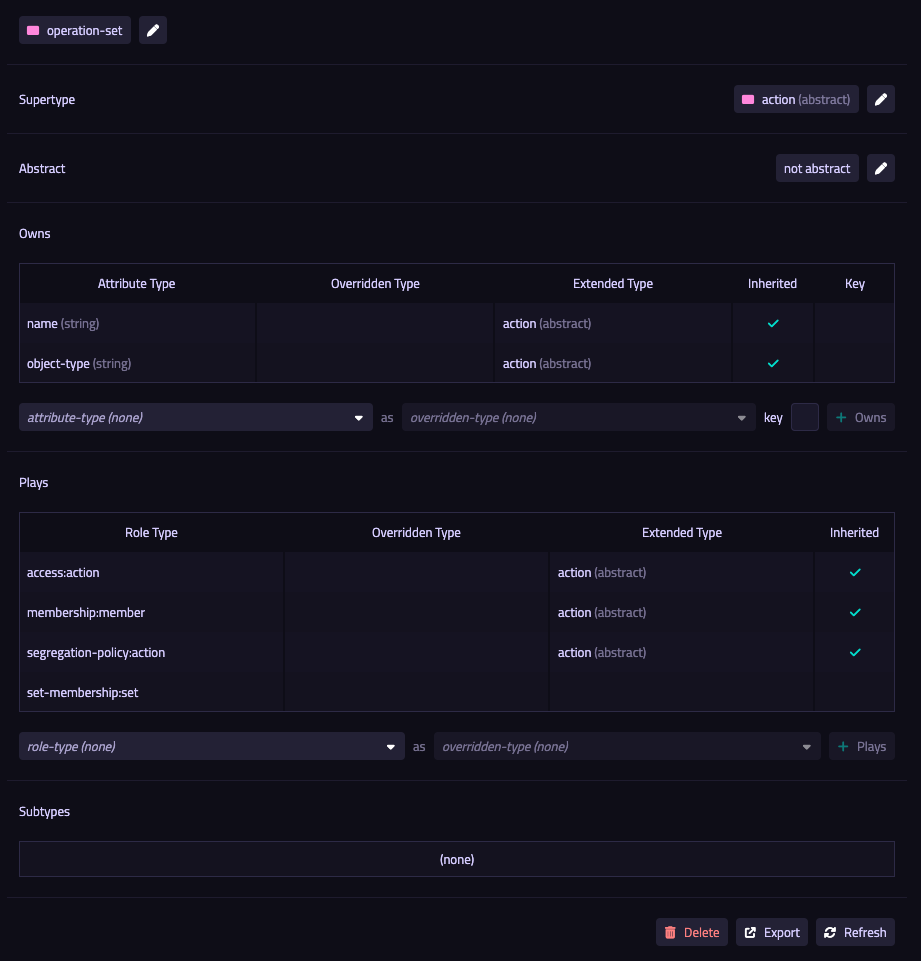 operation-set
Supertype action (abstract)
Abstract not abstract
Owns
Attribute Type Overridden Type Extended Type Inherited Key
name (string) action (abstract)
object-type (string) action (abstract)
attribute-type (none) as overridden-type (none) key + Owns
Plays
Role Type Overridden Type Extended Type Inherited
access:action action (abstract)
membership:member action (abstract)
segregation-policy:action action (abstract)
set-membership:set
role-type (none) as overridden-type (none) + Plays
Subtypes
(none)
Delete Export Refresh